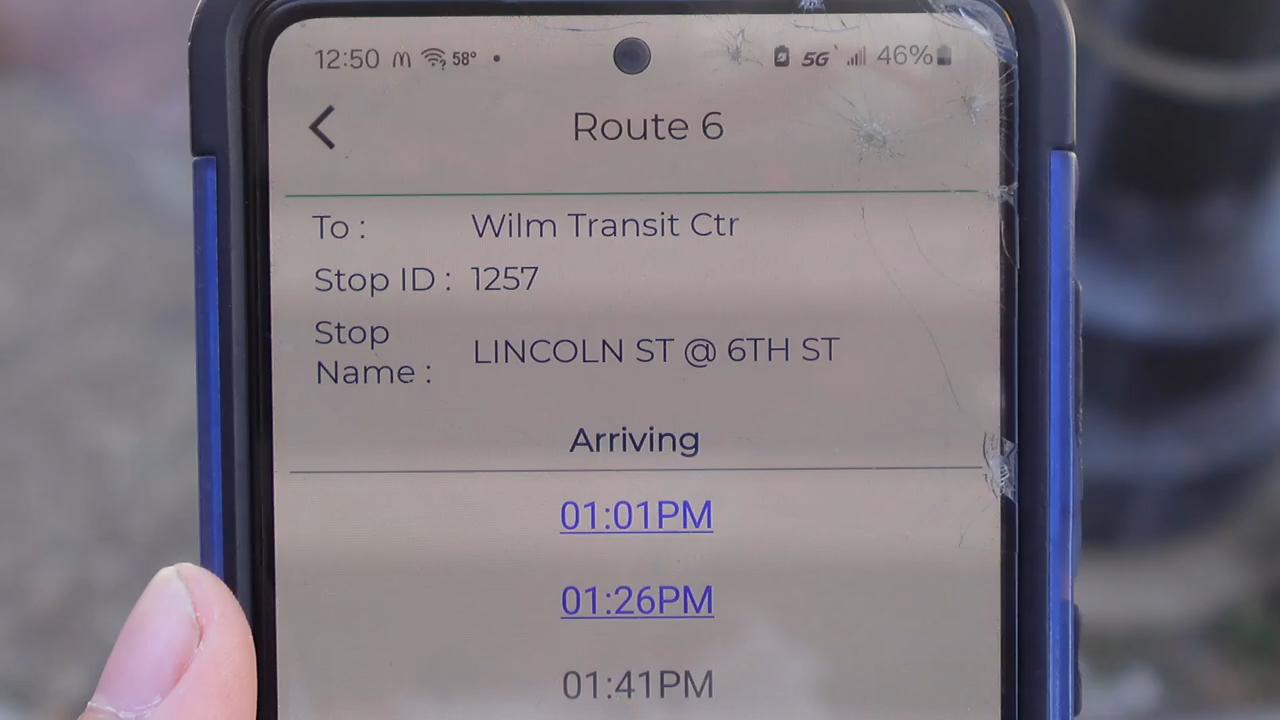 12:50 58° 5G 46%
Route 6
To : Wilm Transit Ctr
Stop ID : 1257
Stop
Name : LINCOLN ST @ 6TH ST
Arriving
01:01PM
01:26PM
01:41PM